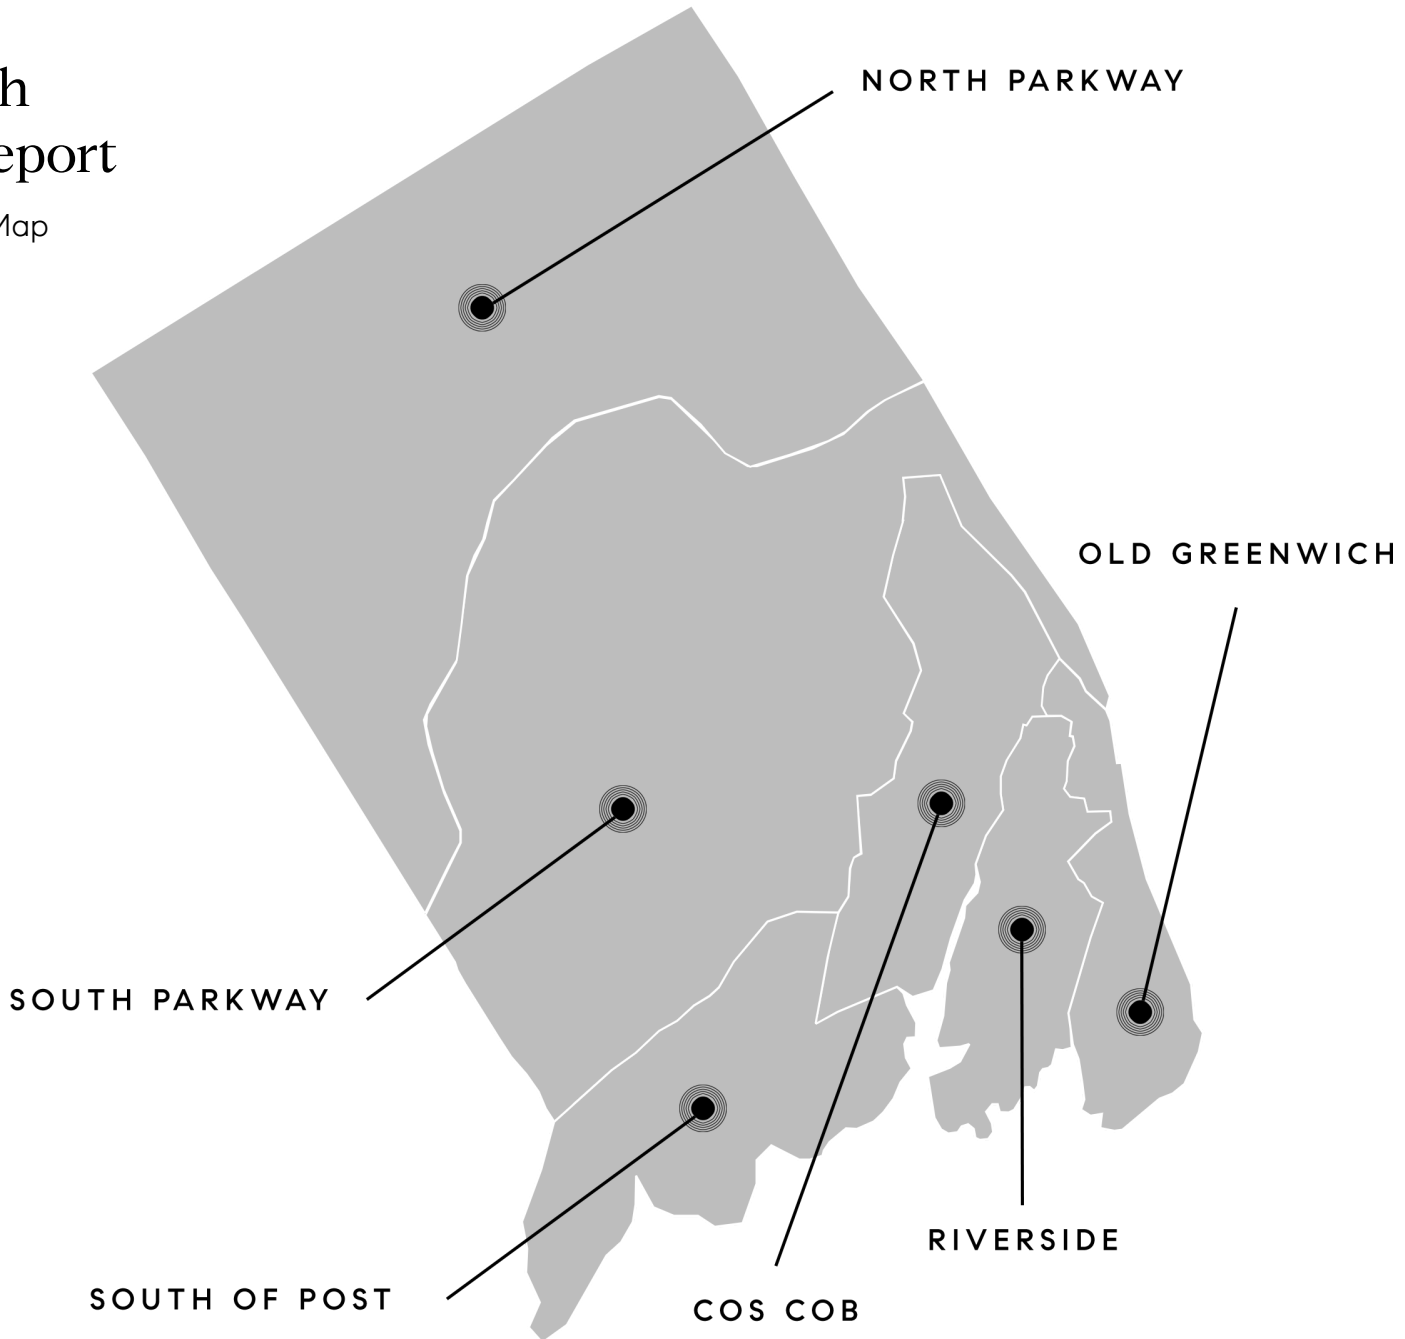 h
eport
Map
NORTH PARKWAY
OLD GREENWICH
SOUTH PARKWAY
RIVERSIDE
SOUTH OF POST
COS COB